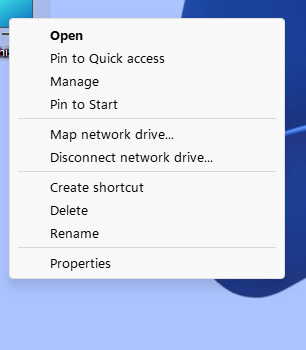 Open
Pin to Quick access
Manage
Pin to Start
Map network drive...
Disconnect network drive...
Create shortcut
Delete
Rename
Properties